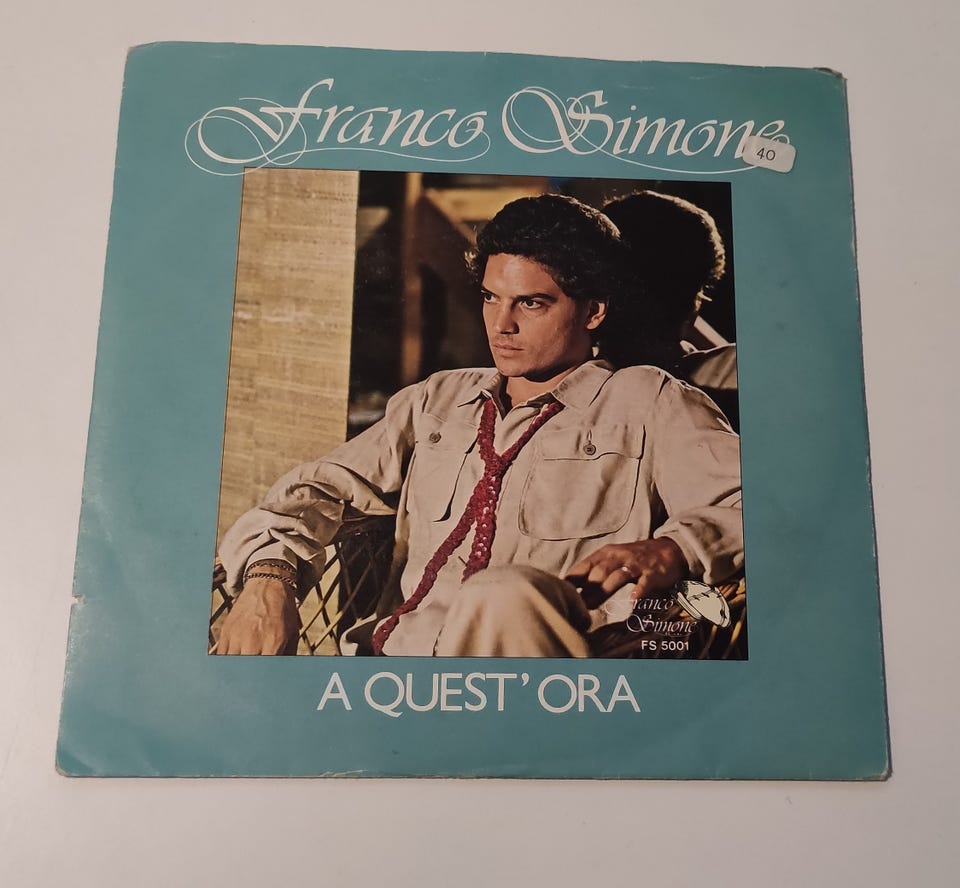 Franco Simone
40
Franco
Simone
FS 5001
A QUEST' ORA